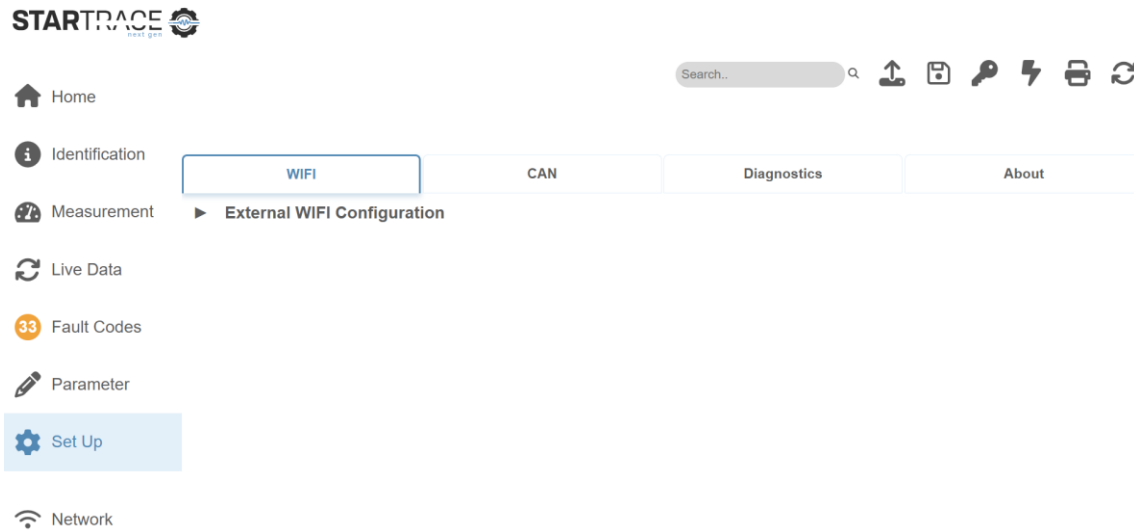 STARTRACE
next gen
Search..
Home
Identification
WIFI
CAN
Diagnostics
About
Measurement
External WIFI Configuration
Live Data
33
Fault Codes
Parameter
Set Up
Network